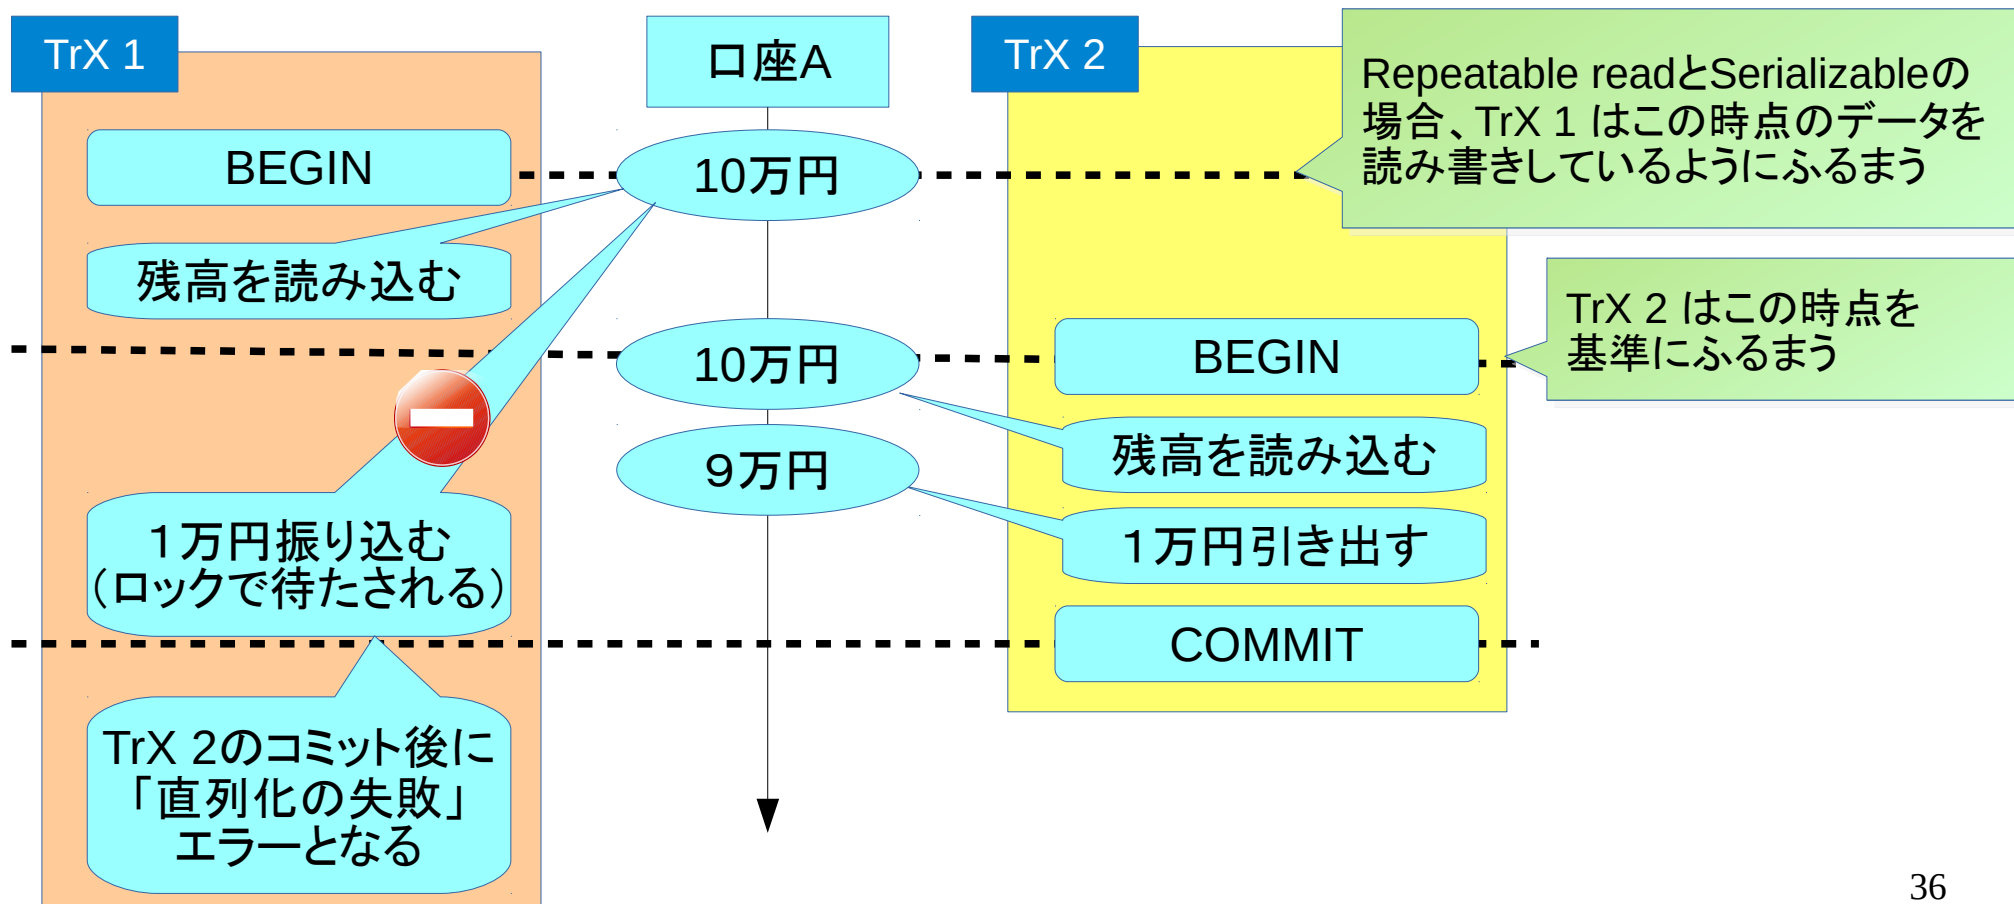 TrX 1
BEGIN
残高を読み込む
１万円振り込む
（ロックで待たされる）
TrX 2のコミット後に
「直列化の失敗」
エラーとなる
口座A
10万円
10万円
９万円
TrX 2
BEGIN
残高を読み込む
１万円引き出す
COMMIT
Repeatable readとSerializableの
場合、TrX 1 はこの時点のデータを
読み書きしているようにふるまう
TrX 2 はこの時点を
基準にふるまう
36